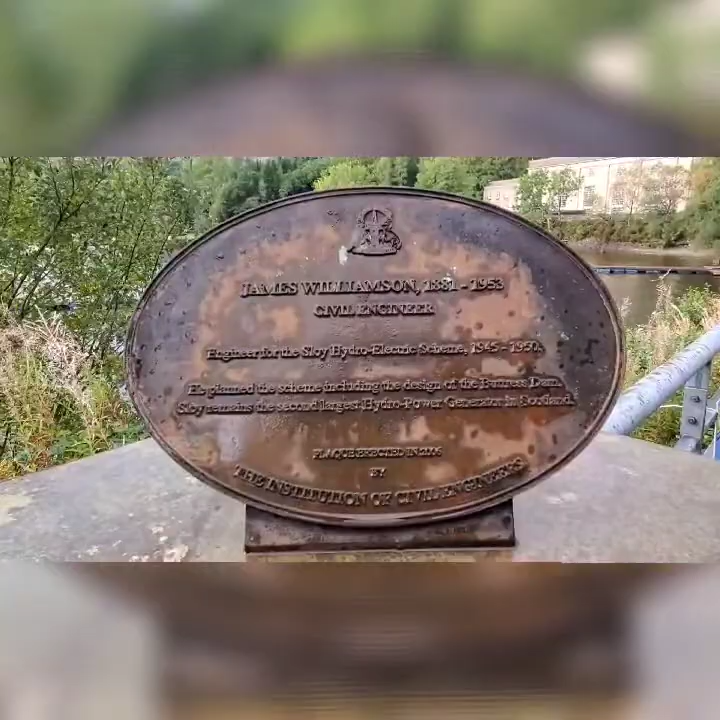 JAMES WILLIAMSON, 1881 - 1953
CIVIL ENGINEER
Engineer for the Sloy Hydro-Electric Scheme, 1945 - 1950.
He planned the scheme including the design of the Buttress Dam.
Sloy remains the second largest Hydro-Power Generator in Scotland.
PLAQUE ERECTED IN 2006
BY
THE INSTITUTION OF CIVIL ENGINEERS